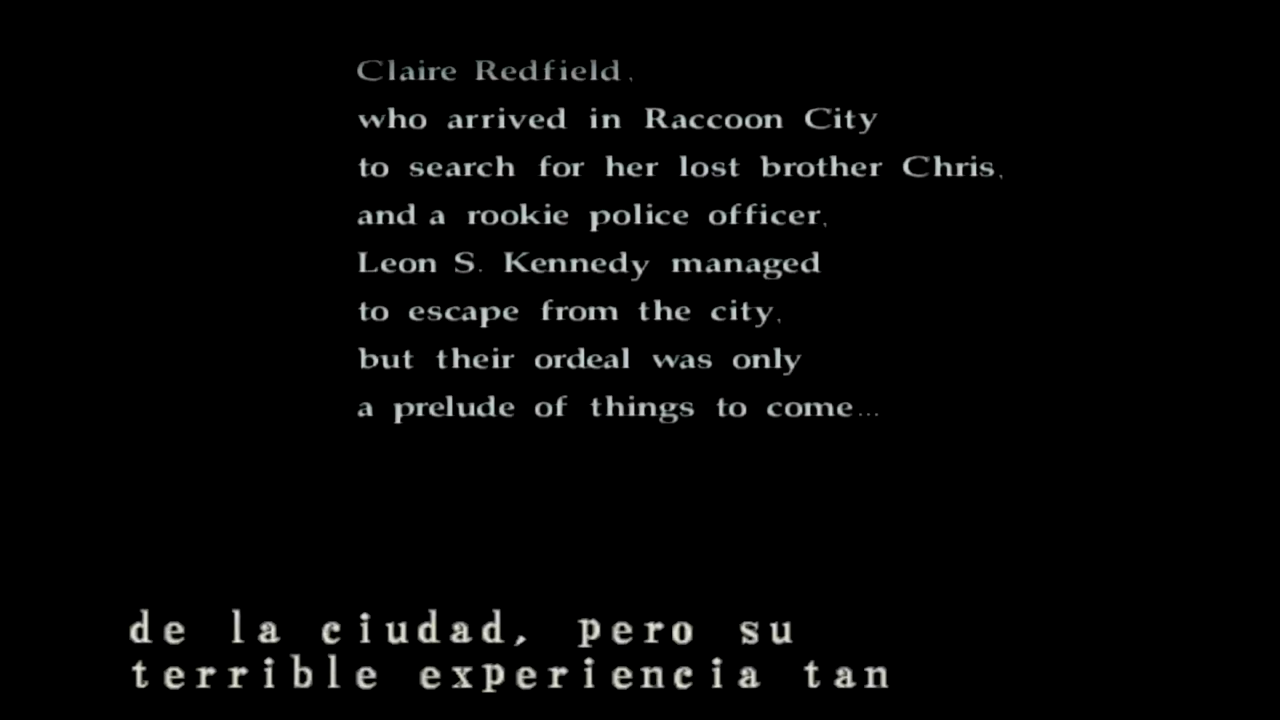 Claire Redfield,
who arrived in Raccoon City
to search for her lost brother Chris,
and a rookie police officer,
Leon S. Kennedy managed
to escape from the city,
but their ordeal was only
a prelude of things to come...
de la ciudad, pero su
terrible experiencia tan